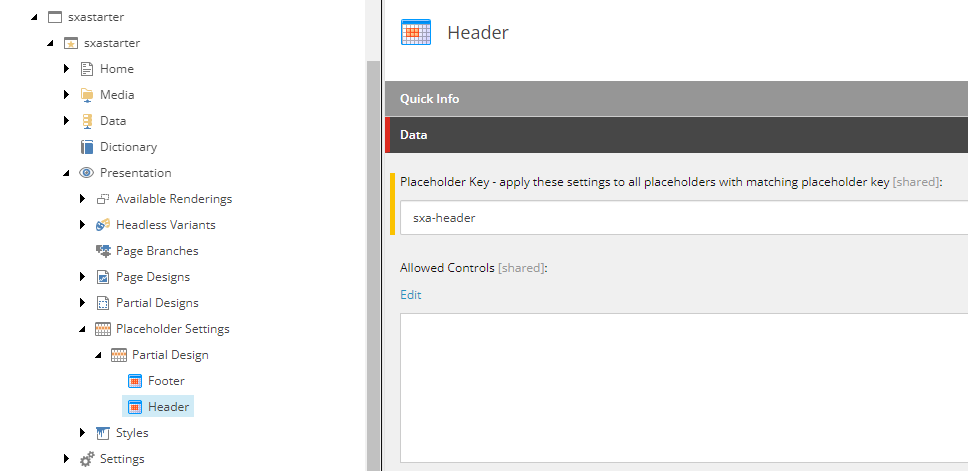 sxastarter
sxastarter
Home
Media
Data
Dictionary
Presentation
Available Renderings
Headless Variants
Page Branches
Page Designs
Partial Designs
Placeholder Settings
Partial Design
Footer
Header
Styles
Settings
Header
Quick Info
Data
Placeholder Key - apply these settings to all placeholders with matching placeholder key [shared]:
sxa-header
Allowed Controls [shared]:
Edit